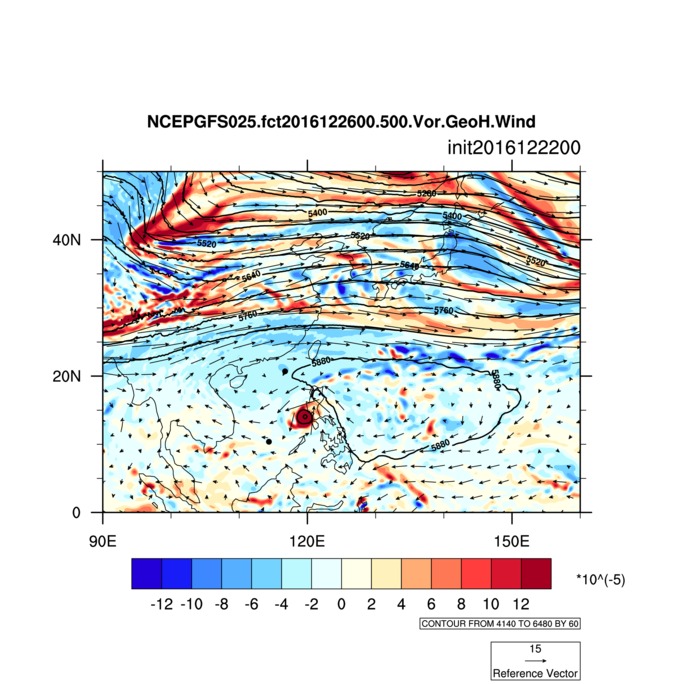 NCEPGFS025.fct2016122600.500.Vor.GeoH.Wind
init2016122200
5280
5400
5400
5520
5520
5520
5640
5640
5760
5760
5880
5880
5880
40N
20N
0
90E 120E 150E
-12 -10 -8 -6 -4 -2 0 2 4 6 8 10 12
*10^(-5)
CONTOUR FROM 4140 TO 6480 BY 60
15
Reference Vector